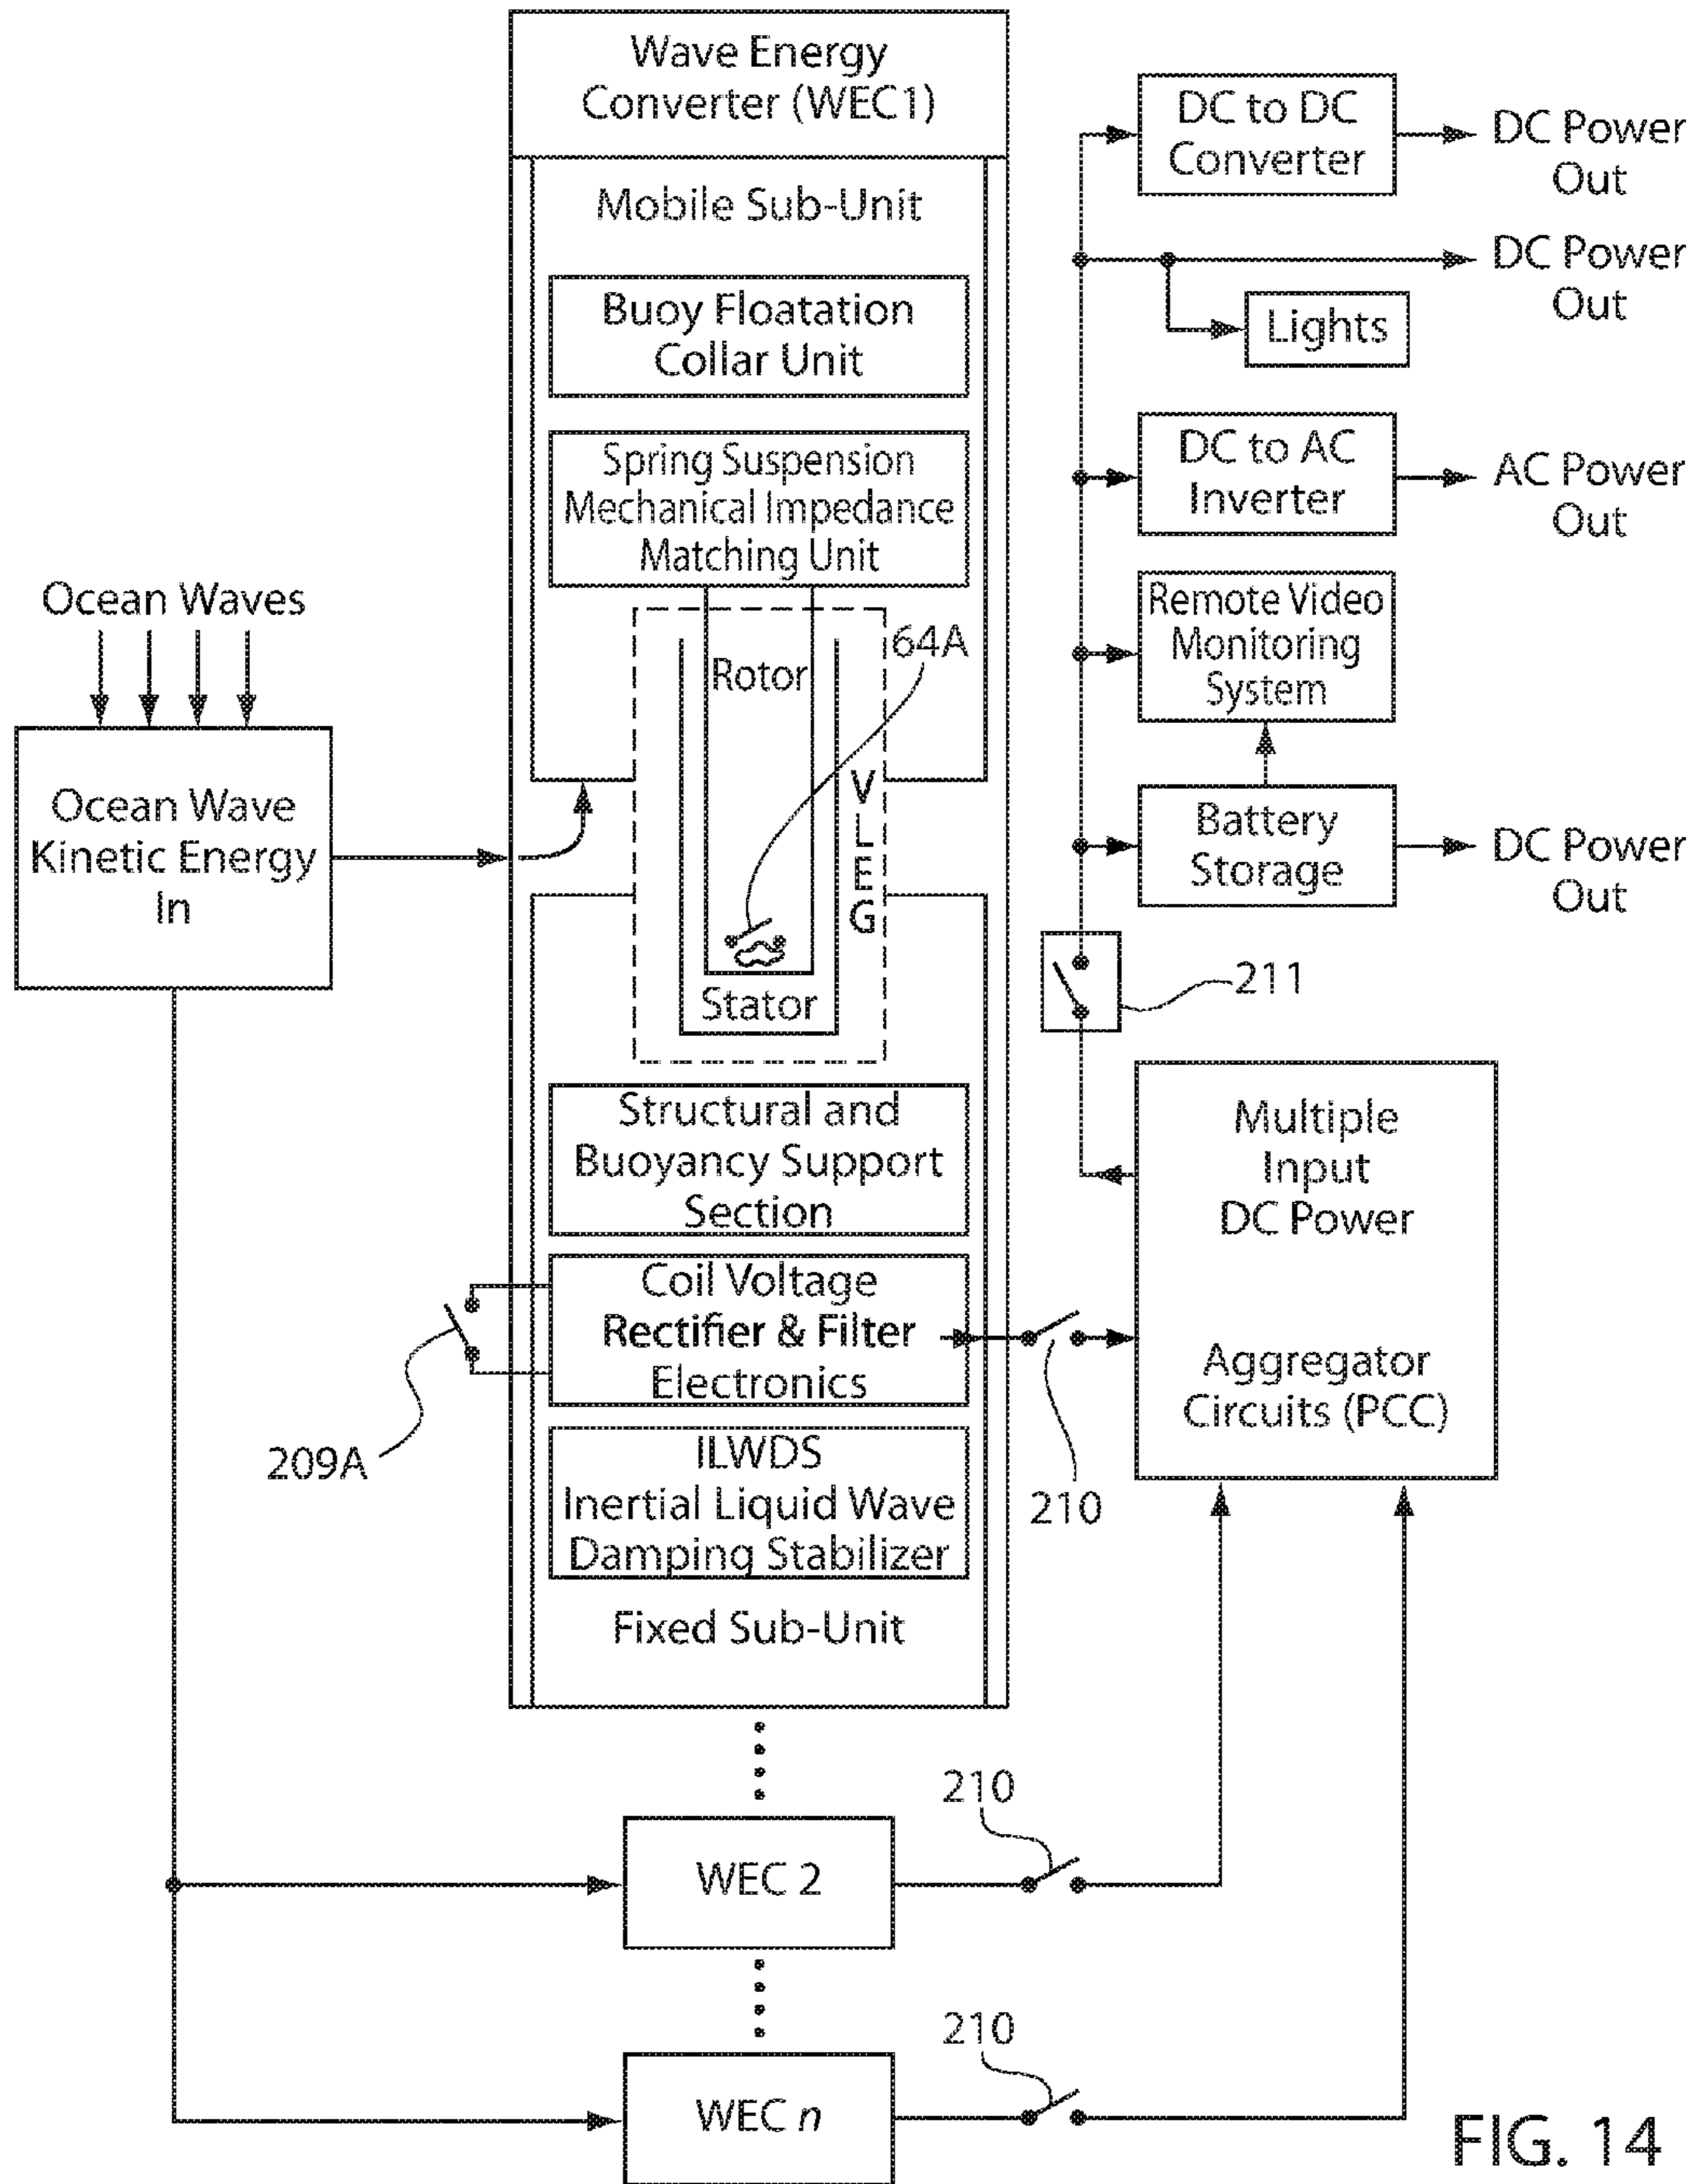 Wave Energy
Converter (WEC1)
Mobile Sub-Unit
Buoy Floatation
Collar Unit
Spring Suspension
Mechanical Impedance
Matching Unit
Ocean Waves
Ocean Wave
Kinetic Energy
In
64A
Rotor
V
L
E
G
Stator
Structural and
Buoyancy Support
Section
Coil Voltage
Rectifier & Filter
Electronics
209A
ILWDS
Inertial Liquid Wave
Damping Stabilizer
Fixed Sub-Unit
DC to DC
Converter
DC Power
Out
DC Power
Out
Lights
DC to AC
Inverter
AC Power
Out
Remote Video
Monitoring
System
Battery
Storage
DC Power
Out
211
Multiple
Input
DC Power
Aggregator
Circuits (PCC)
210
WEC 2
210
WEC n
210
FIG. 14